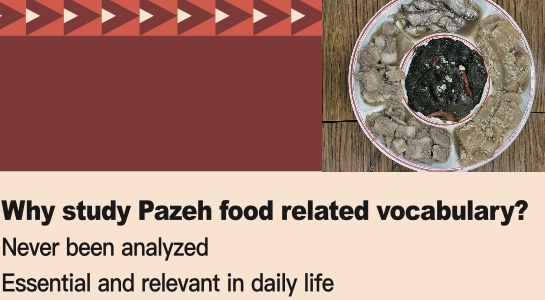 Why study Pazeh food related vocabulary?
Never been analyzed
Essential and relevant in daily life